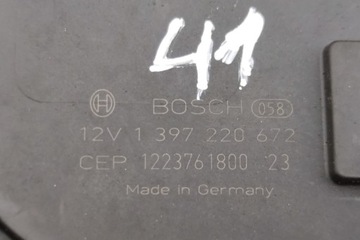 41
BOSCH 058
12V 1 397 220 672
CEP. 1223761800 23
Made in Germany